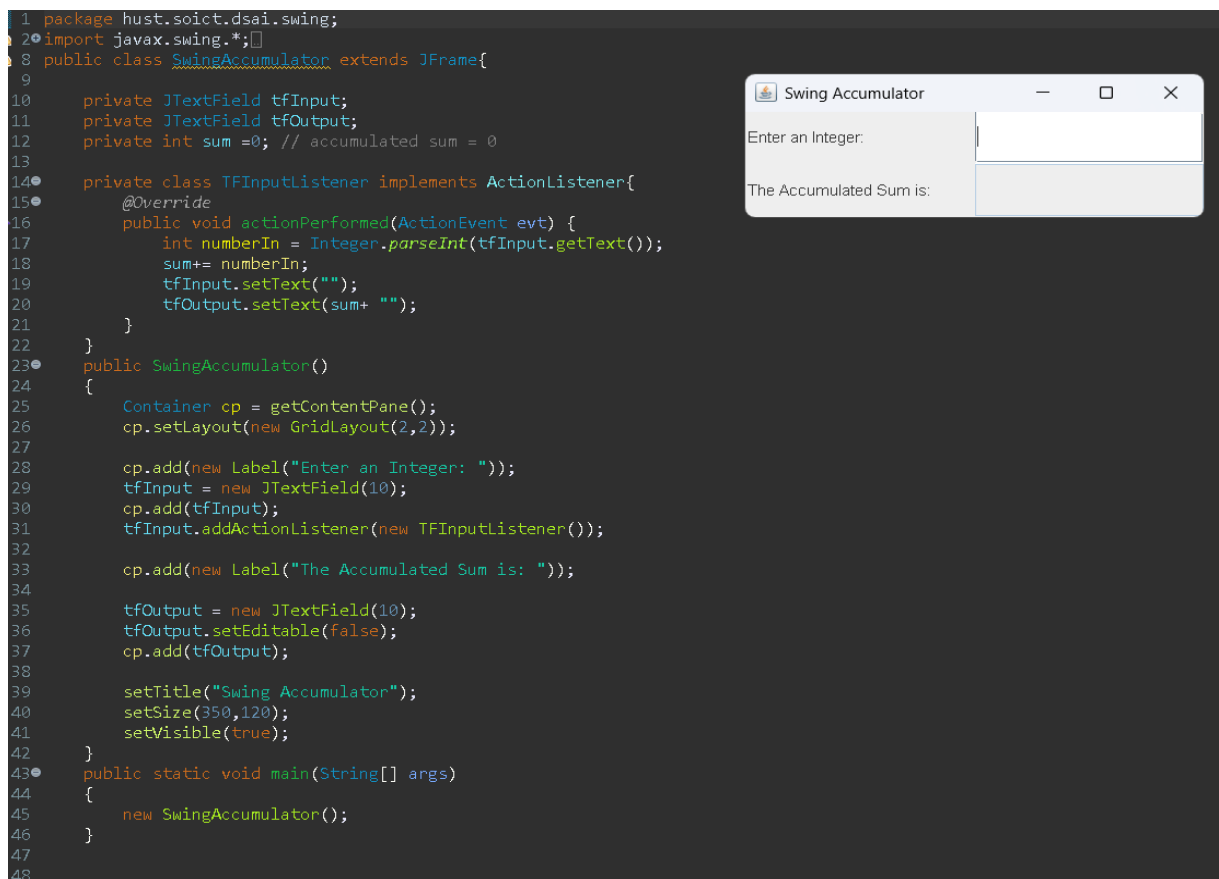 1 package hust.soict.dsai.swing;
2 import javax.swing.*;
8 public class SwingAccumulator extends JFrame{
9
10 private JTextField tfInput;
11 private JTextField tfOutput;
12 private int sum =0; // accumulated sum = 0
13
14 private class TFInputListener implements ActionListener{
15 @Override
16 public void actionPerformed(ActionEvent evt) {
17 int numberIn = Integer.parseInt(tfInput.getText());
18 sum+= numberIn;
19 tfInput.setText("");
20 tfOutput.setText(sum+ "");
21 }
22 }
23 public SwingAccumulator()
24 {
25 Container cp = getContentPane();
26 cp.setLayout(new GridLayout(2,2));
27
28 cp.add(new Label("Enter an Integer: "));
29 tfInput = new JTextField(10);
30 cp.add(tfInput);
31 tfInput.addActionListener(new TFInputListener());
32
33 cp.add(new Label("The Accumulated Sum is: "));
34
35 tfOutput = new JTextField(10);
36 tfOutput.setEditable(false);
37 cp.add(tfOutput);
38
39 setTitle("Swing Accumulator");
40 setSize(350,120);
41 setVisible(true);
42 }
43 public static void main(String[] args)
44 {
45 new SwingAccumulator();
46 }
47
48
Swing Accumulator
Enter an Integer:
The Accumulated Sum is: